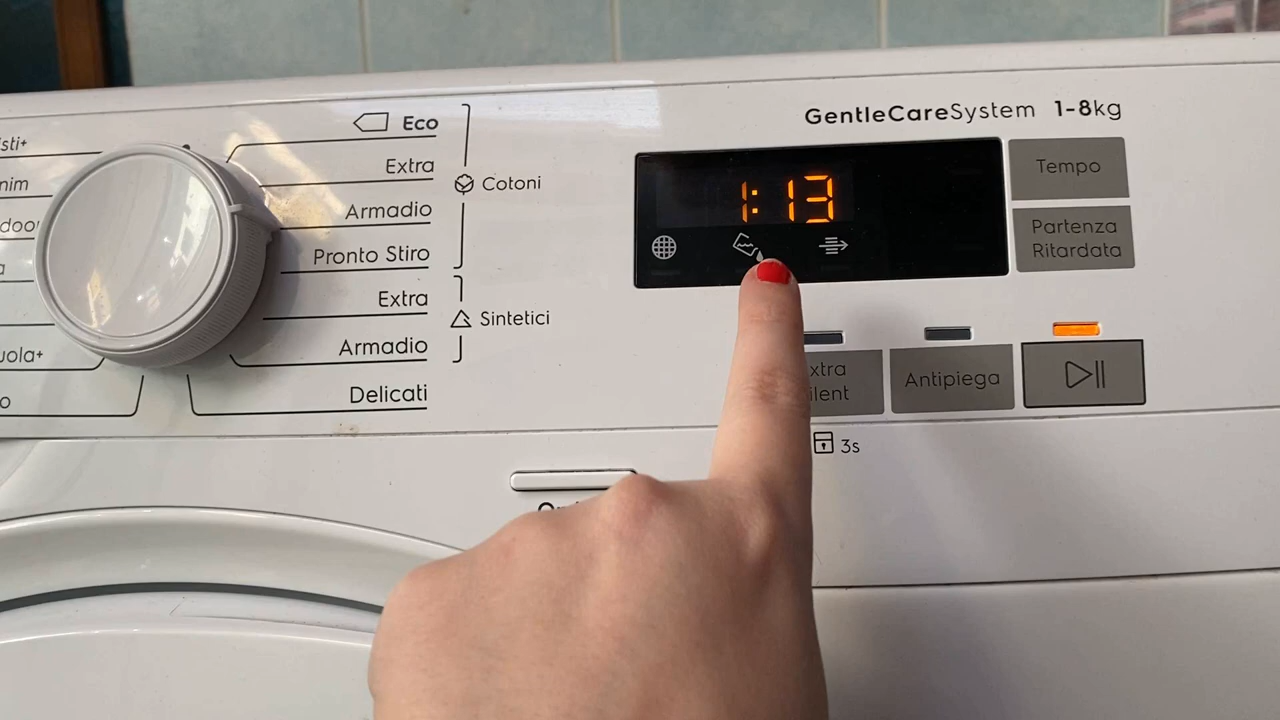 GentleCareSystem 1-8kg
Eco
Extra
Cotoni
Armadio
Pronto Stiro
Extra
Sintetici
Armadio
Delicati
1:13
Tempo
Partenza
Ritardata
Antipiega
3s